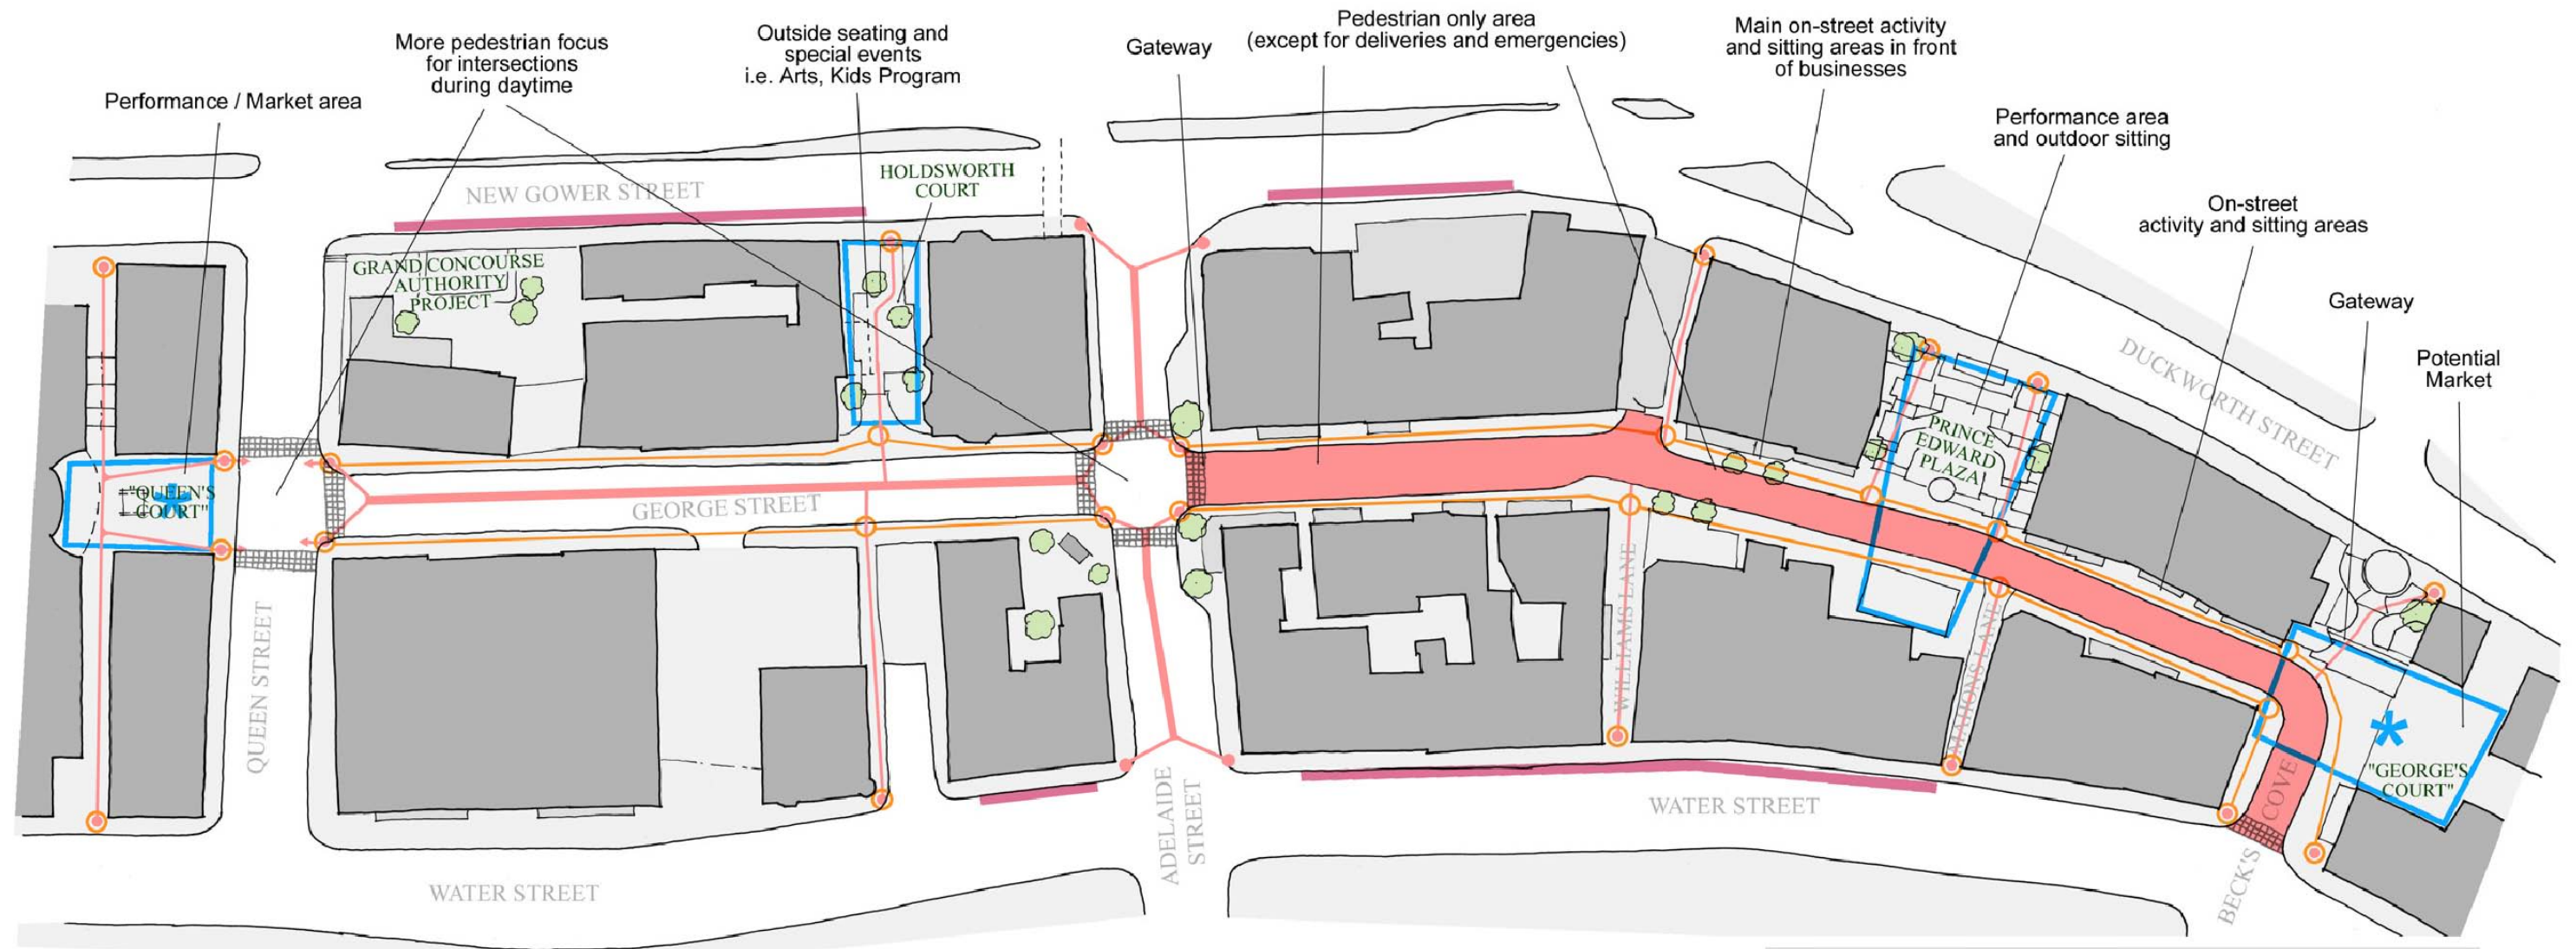 Performance / Market area
More pedestrian focus
for intersections
during daytime
Outside seating and
special events
i.e. Arts, Kids Program
Gateway
Pedestrian only area
(except for deliveries and emergencies)
Main on-street activity
and sitting areas in front
of businesses
Performance area
and outdoor sitting
On-street
activity and sitting areas
Gateway
Potential
Market
NEW GOWER STREET
HOLDSWORTH
COURT
GRAND CONCOURSE
AUTHORITY
PROJECT
DUCKWORTH STREET
PRINCE
EDWARD
PLAZA
"QUEEN'S
COURT"
GEORGE STREET
QUEEN STREET
WILLIAMS LANE
MAHONS LANE
"GEORGE'S
COURT"
WATER STREET
ADELAIDE
STREET
WATER STREET
BECK'S COVE